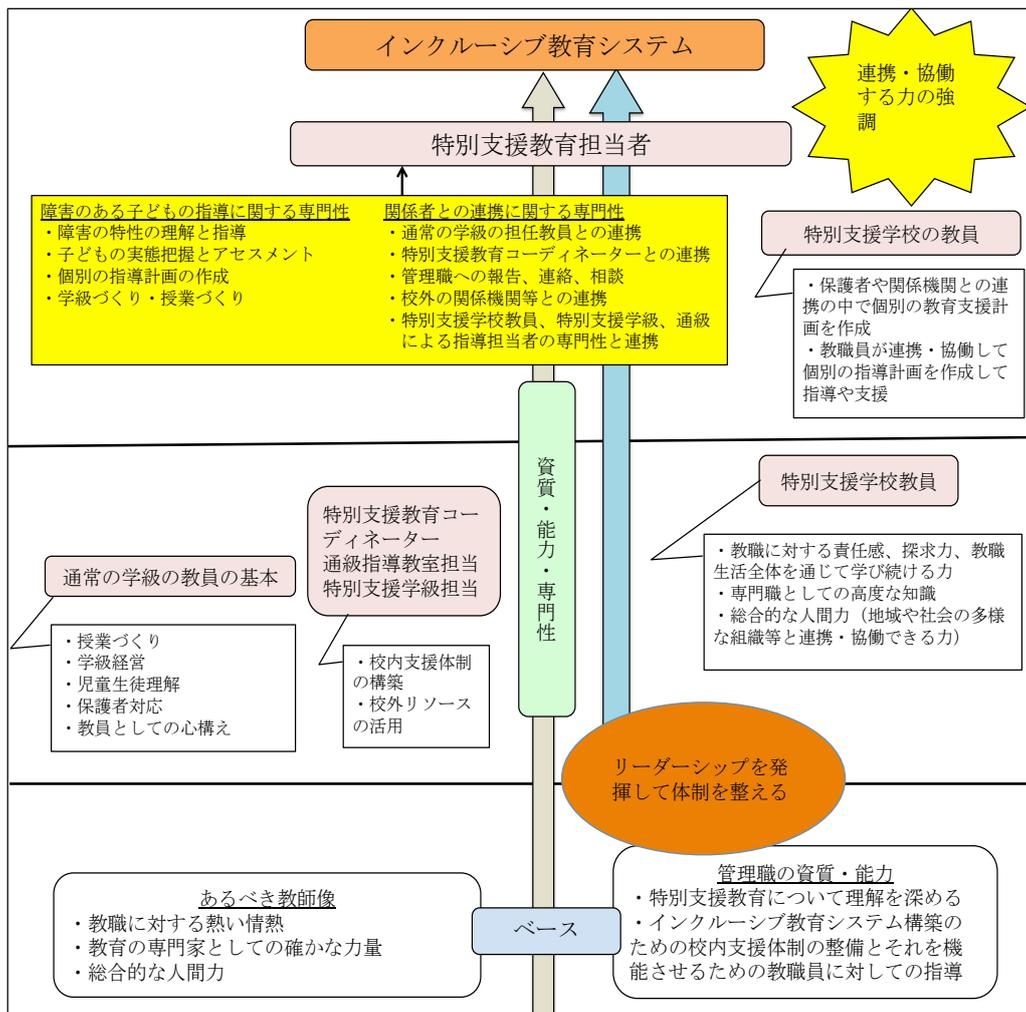 インクルーシブ教育システム
連携・協働
する力の強
調
特別支援教育担当者
障害のある子どもの指導に関する専門性
・障害の特性の理解と指導
・子どもの実態把握とアセスメント
・個別の指導計画の作成
・学級づくり・授業づくり
関係者との連携に関する専門性
・通常の学級の担任教員との連携
・特別支援教育コーディネーターとの連携
・管理職への報告、連絡、相談
・校外の関係機関等との連携
・特別支援学校教員、特別支援学級、通級
による指導担当者の専門性と連携
特別支援学校の教員
・保護者や関係機関との連
携の中で個別の教育支援計
画を作成
・教職員が連携・協働して
個別の指導計画を作成して
指導や支援
資質・能力・専門性
特別支援学校教員
・教職に対する責任感、探求力、教職
生活全体を通じて学び続ける力
・専門職としての高度な知識
・総合的な人間力（地域や社会の多様
な組織等と連携・協働できる力）
特別支援教育コー
ディネーター
通級指導教室担当
特別支援学級担当
・校内支援体制
の構築
・校外リソース
の活用
通常の学級の教員の基本
・授業づくり
・学級経営
・児童生徒理解
・保護者対応
・教員としての心構え
リーダーシップを発
揮して体制を整える
あるべき教師像
・教職に対する熱い情熱
・教育の専門家としての確かな力量
・総合的な人間力
ベース
管理職の資質・能力
・特別支援教育について理解を深める
・インクルーシブ教育システム構築の
ための校内支援体制の整備とそれを機
能させるための教職員に対しての指導